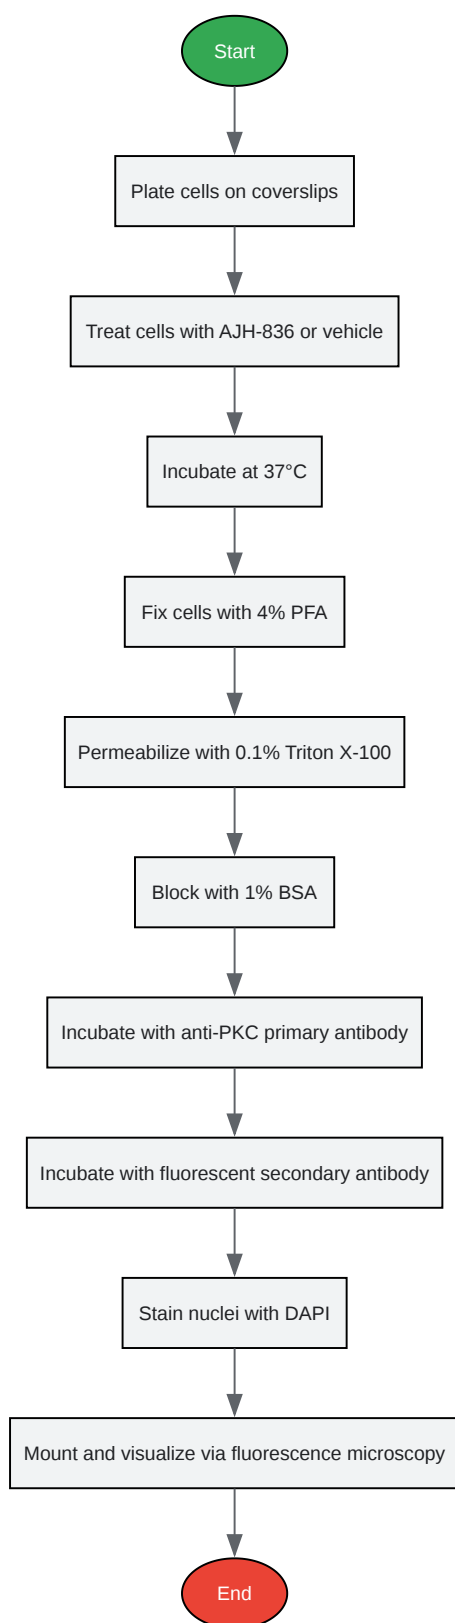 Start
Plate cells on coverslips
Treat cells with AJH-836 or vehicle
Incubate at 37°C
Fix cells with 4% PFA
Permeabilize with 0.1% Triton X-100
Block with 1% BSA
Incubate with anti-PKC primary antibody
Incubate with fluorescent secondary antibody
Stain nuclei with DAPI
Mount and visualize via fluorescence microscopy
End